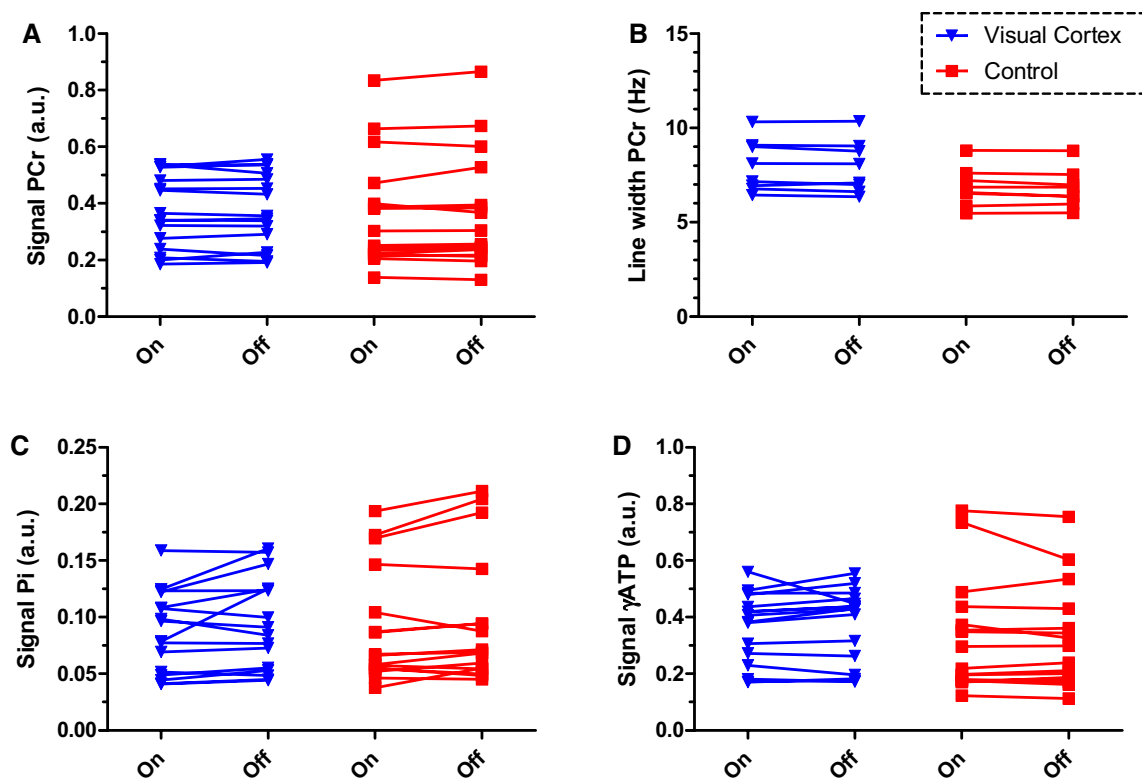 A
Signal PCr (a.u.)
1.0
0.8
0.6
0.4
0.2
0.0
On
Off
On
Off
B
Line width PCr (Hz)
15
10
5
0
On
Off
On
Off
Visual Cortex
Control
C
Signal Pi (a.u.)
0.25
0.20
0.15
0.10
0.05
0.00
On
Off
On
Off
D
Signal γATP (a.u.)
1.0
0.8
0.6
0.4
0.2
0.0
On
Off
On
Off